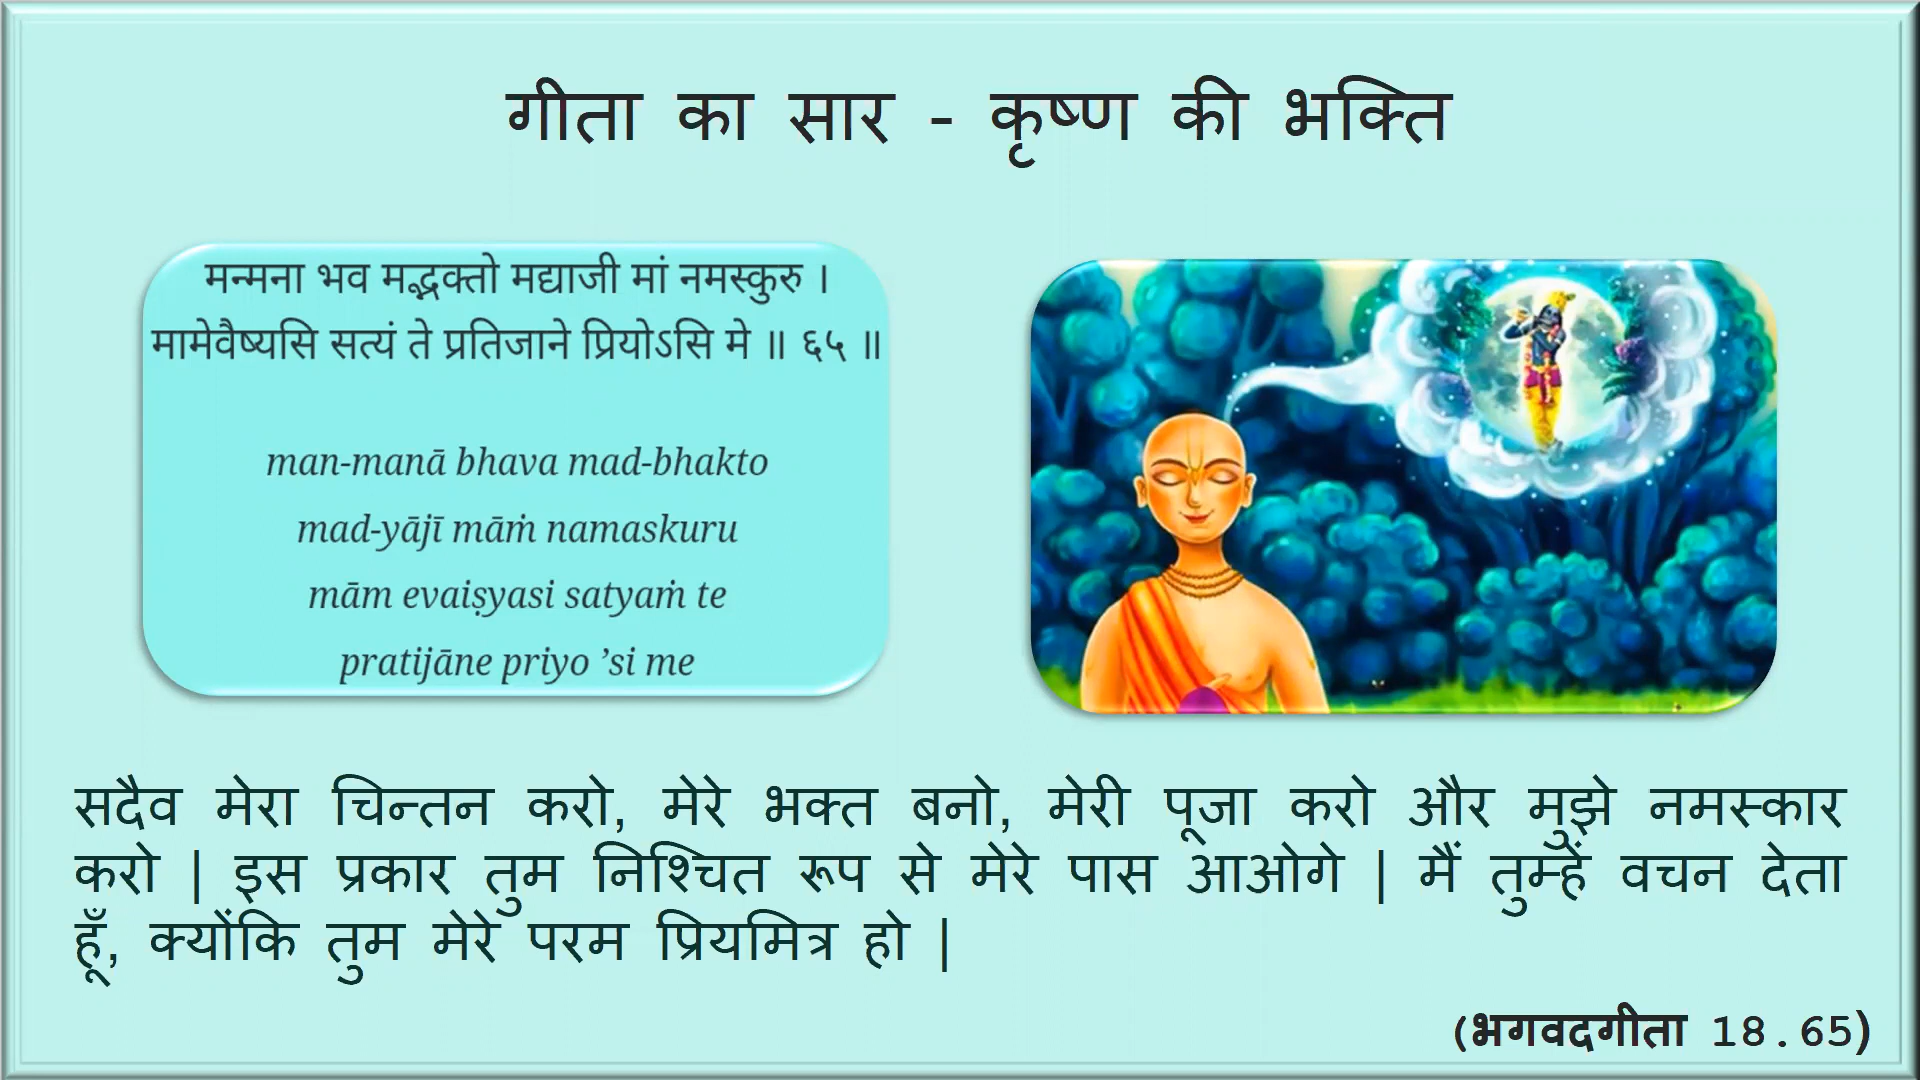 गीता का सार - कृष्ण की भक्ति
मन्मना भव मद्भक्तो मद्याजी मां नमस्कुरु ।
मामेवैष्यसि सत्यं ते प्रतिजाने प्रियोऽसि मे ॥ ६५ ॥
man-manā bhava mad-bhakto
mad-yājī māṁ namaskuru
mām evaiṣyasi satyaṁ te
pratijāne priyo ’si me
सदैव मेरा चिन्तन करो, मेरे भक्त बनो, मेरी पूजा करो और मुझे नमस्कार
करो | इस प्रकार तुम निश्चित रूप से मेरे पास आओगे | मैं तुम्हें वचन देता
हूँ, क्योंकि तुम मेरे परम प्रियमित्र हो |
(भगवदगीता 18.65)